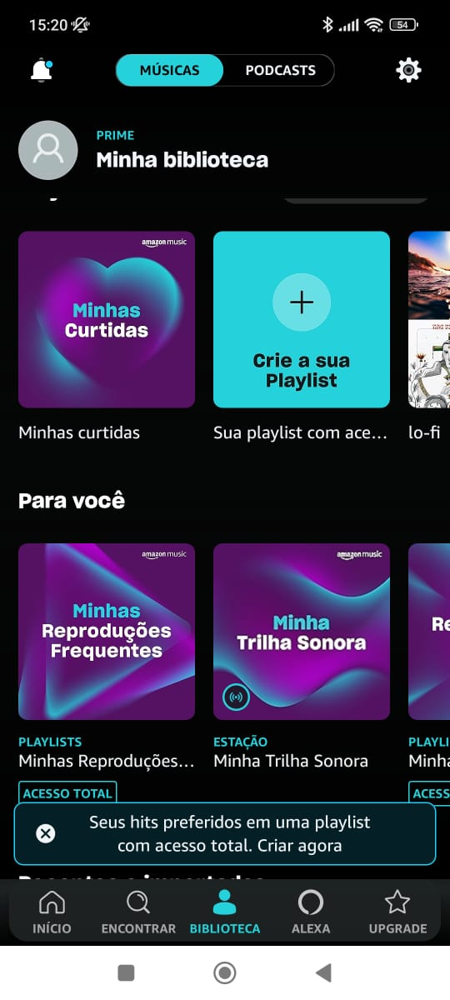 15:20
54
MÚSICAS
PODCASTS
PRIME
Minha biblioteca
amazon music
Minhas
Curtidas
Crie a sua
Playlist
Minhas curtidas
Sua playlist com ace...
lo-fi
Para você
amazon music
Minhas
Reproduções
Frequentes
amazon music
Minha
Trilha Sonora
Re
PLAYLISTS
Minhas Reproduções...
ESTAÇÃO
Minha Trilha Sonora
PLAYLI
Minha
ACESSO TOTAL
ACESS
Seus hits preferidos em uma playlist
com acesso total. Criar agora
INÍCIO
ENCONTRAR
BIBLIOTECA
ALEXA
UPGRADE